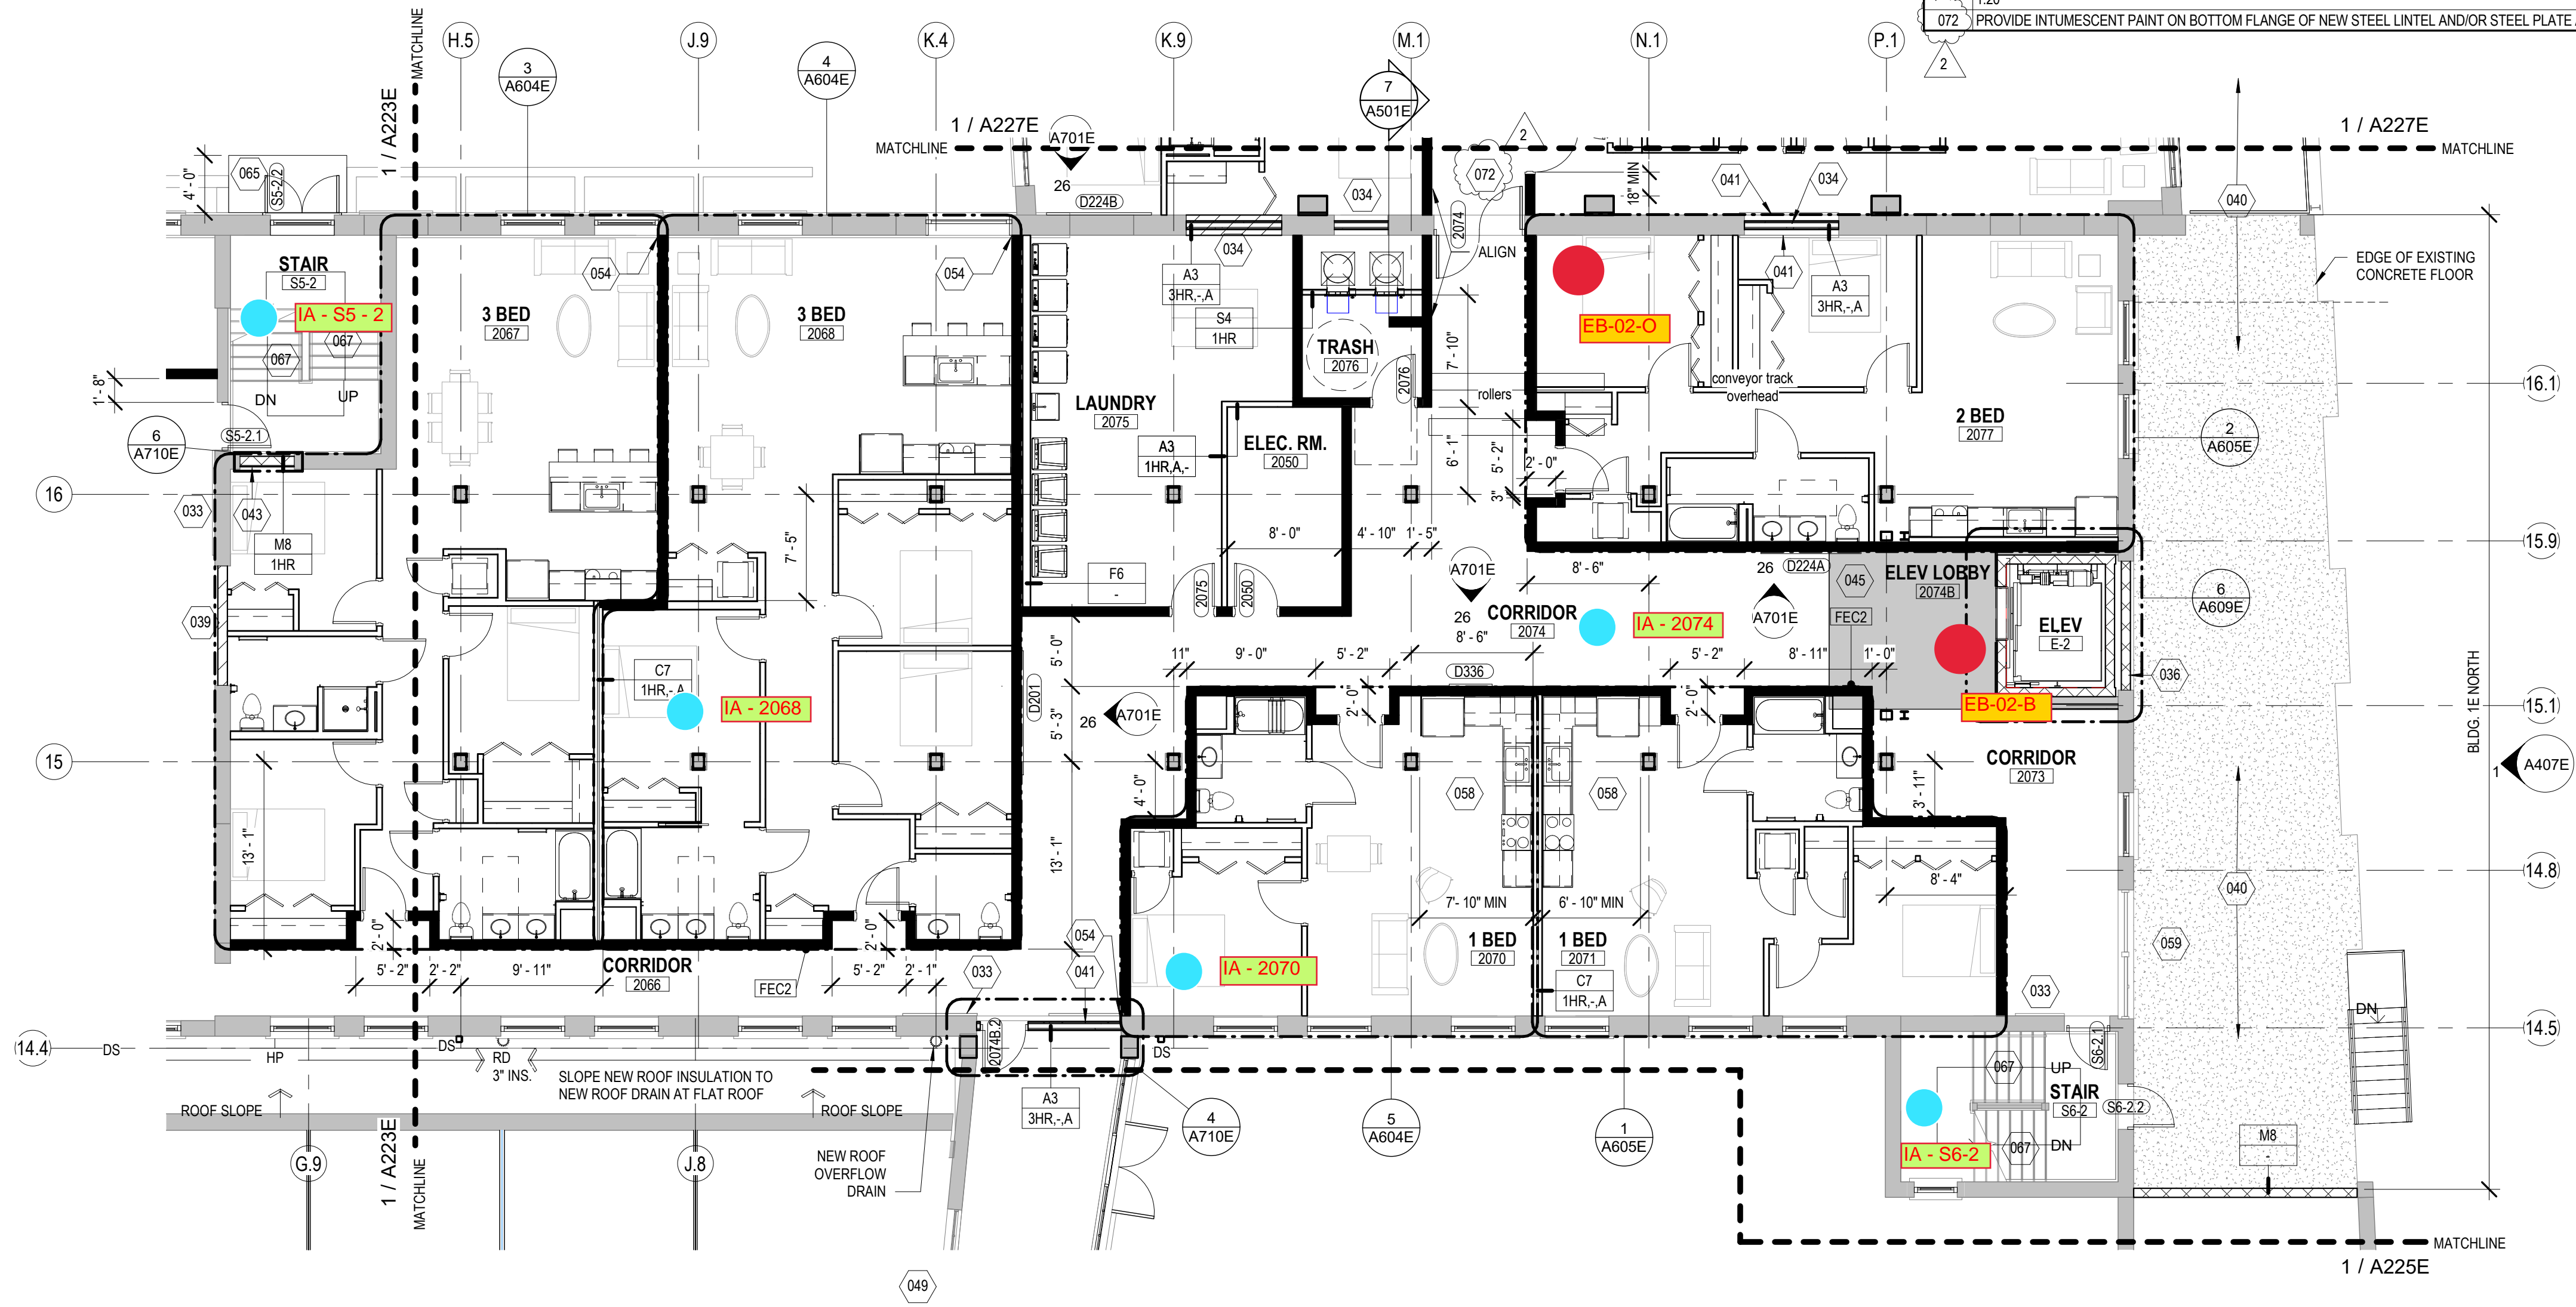 1:20
072 PROVIDE INTUMESCENT PAINT ON BOTTOM FLANGE OF NEW STEEL LINTEL AND/OR STEEL PLATE
2
MATCHLINE
H.5
J.9
K.4
K.9
M.1
N.1
P.1
3
A604E
4
A604E
7
A501E
1 / A223E
1 / A227E
A701E
26
MATCHLINE
2
1 / A227E
MATCHLINE
4' - 0"
065
S5-2.2
D224B
034
034
072
2074
18" MIN
041
034
040
ALIGN
EDGE OF EXISTING
CONCRETE FLOOR
STAIR
S5-2
IA - S5 - 2
067
067
DN
UP
1' - 8"
S5-2.1
6
A710E
054
054
3 BED
2067
3 BED
2068
A3
3HR,-,A
S4
1HR
TRASH
2076
2076
7' - 10"
041
A3
3HR,-,A
EB-02-O
conveyor track
overhead
rollers
2 BED
2077
16.1
2
A605E
LAUNDRY
2075
A3
1HR,A,-
ELEC. RM.
2050
6' - 1"
5' - 2"
2' - 0"
3"
16
033
043
M8
1HR
7' - 5"
8' - 0"
4' - 10"
1' - 5"
15.9
F6
-
2075
2050
A701E
26
8' - 6"
26
D224A
A701E
045
ELEV LOBBY
2074B
FEC2
ELEV
E-2
6
A609E
039
CORRIDOR
2074
IA - 2074
8' - 6"
C7
1HR,-,A
IA - 2068
5' - 0"
11"
9' - 0"
5' - 2"
D336
5' - 2"
8' - 11"
1' - 0"
036
D201
26
A701E
2' - 0"
2' - 0"
EB-02-B
15.1
BLDG. 1E NORTH
5' - 3"
15
CORRIDOR
2073
1
A407E
4' - 0"
058
058
3' - 11"
13' - 1"
13' - 1"
8' - 4"
14.8
040
7' - 10" MIN
6' - 10" MIN
2' - 0"
2' - 0"
054
1 BED
2070
1 BED
2071
059
5' - 2"
2' - 2"
9' - 11"
CORRIDOR
2066
FEC2
5' - 2"
2' - 1"
033
041
IA - 2070
C7
1HR,-,A
033
DN
14.4
DS
HP
DS
RD
3" INS.
2074B.2
DS
S6-2.1
14.5
SLOPE NEW ROOF INSULATION TO
NEW ROOF DRAIN AT FLAT ROOF
067
UP
STAIR
S6-2
S6-2.2
ROOF SLOPE
ROOF SLOPE
A3
3HR,-,A
4
A710E
5
A604E
1
A605E
IA - S6-2
067
DN
M8
-
1 / A223E
MATCHLINE
G.9
J.8
NEW ROOF
OVERFLOW
DRAIN
MATCHLINE
1 / A225E
049